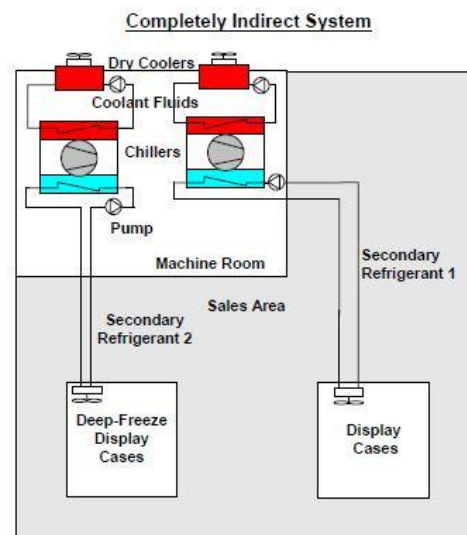 Completely Indirect System
Dry Coolers
Coolant Fluids
Chillers
Pump
Machine Room
Secondary
Refrigerant 1
Sales Area
Secondary
Refrigerant 2
Deep-Freeze
Display
Cases
Display
Cases